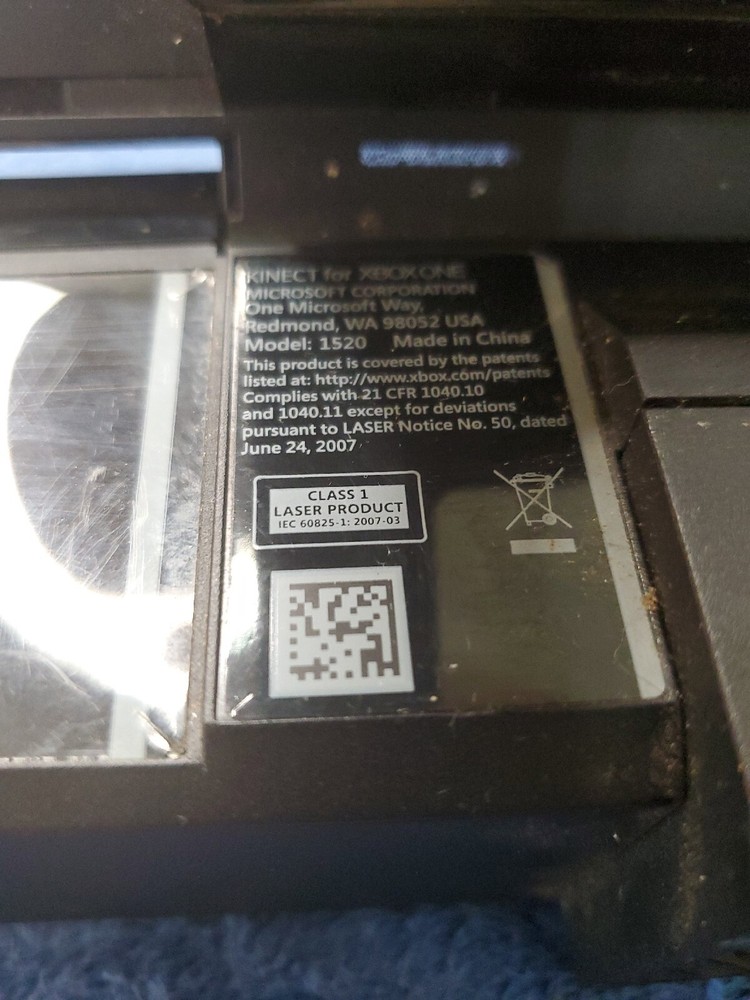 KINECT for XBOX ONE
MICROSOFT CORPORATION
One Microsoft Way,
Redmond, WA 98052 USA
Model: 1520 Made in China
This product is covered by the patents
listed at: http://www.xbox.com/patents
Complies with 21 CFR 1040.10
and 1040.11 except for deviations
pursuant to LASER Notice No. 50, dated
June 24, 2007
CLASS 1
LASER PRODUCT
IEC 60825-1: 2007-03